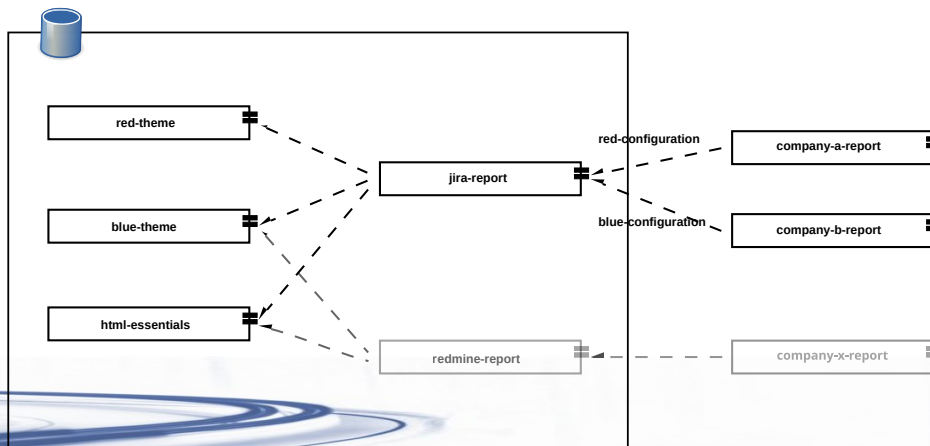 red-theme
red-configuration
company-a-report
jira-report
blue-theme
blue-configuration
company-b-report
html-essentials
redmine-report
company-x-report